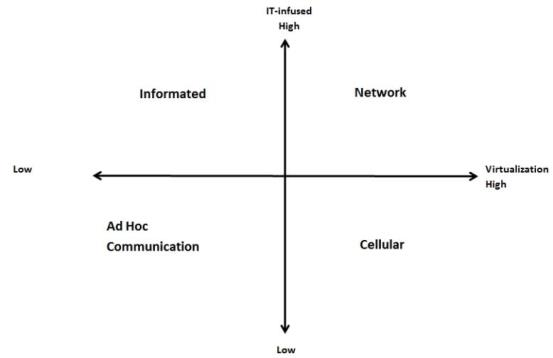 IT-infused
High
Informated
Network
Low
Virtualization
High
Ad Hoc
Communication
Cellular
Low